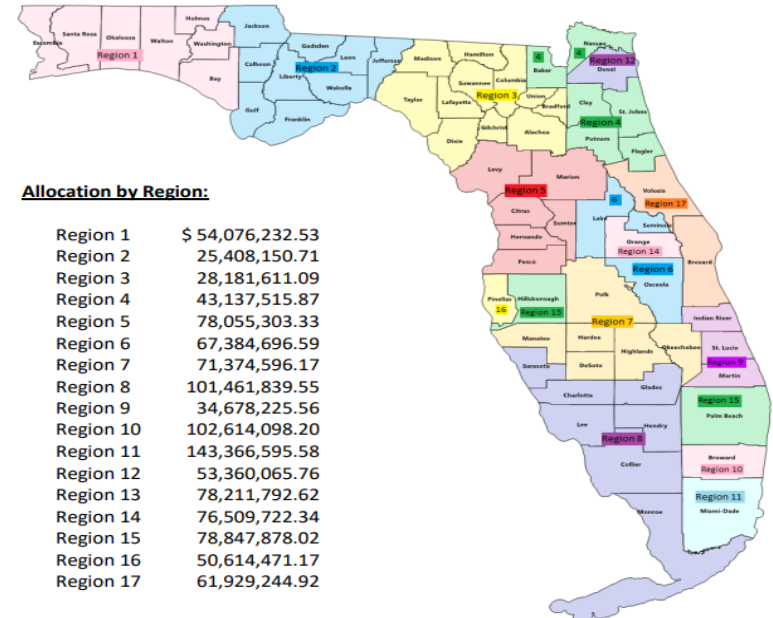 Holmes
Jackson
Escambia
Santa Rosa
Okaloosa
Walton
Washington
Region 1
Bay
Calhoun
Gulf
Gadsden
Leon
Region 2
Liberty
Wakulla
Franklin
Jefferson
Madison
Hamilton
Suwannee
Columbia
Region 3
Taylor
Lafayette
Union
Bradford
Gilchrist
Alachua
Dixie
4
Baker
Nassau
4
Region 12
Duval
Clay
St. Johns
Region 4
Putnam
Flagler
Levy
Marion
Region 5
Citrus
Sumter
Hernando
Pasco
6
Lake
Volusia
Region 17
Seminole
Orange
Region 14
Brevard
Region 6
Osceola
Pinellas
16
Hillsborough
Region 13
Polk
Region 7
Indian River
Manatee
Hardee
Highlands
Okeechobee
St. Lucie
Region 9
Martin
Sarasota
DeSoto
Charlotte
Glades
Region 15
Palm Beach
Lee
Hendry
Region 8
Collier
Broward
Region 10
Monroe
Region 11
Miami-Dade
Allocation by Region:
Region 1 $ 54,076,232.53
Region 2 25,408,150.71
Region 3 28,181,611.09
Region 4 43,137,515.87
Region 5 78,055,303.33
Region 6 67,384,696.59
Region 7 71,374,596.17
Region 8 101,461,839.55
Region 9 34,678,225.56
Region 10 102,614,098.20
Region 11 143,366,595.58
Region 12 53,360,065.76
Region 13 78,211,792.62
Region 14 76,509,722.34
Region 15 78,847,878.02
Region 16 50,614,471.17
Region 17 61,929,244.92